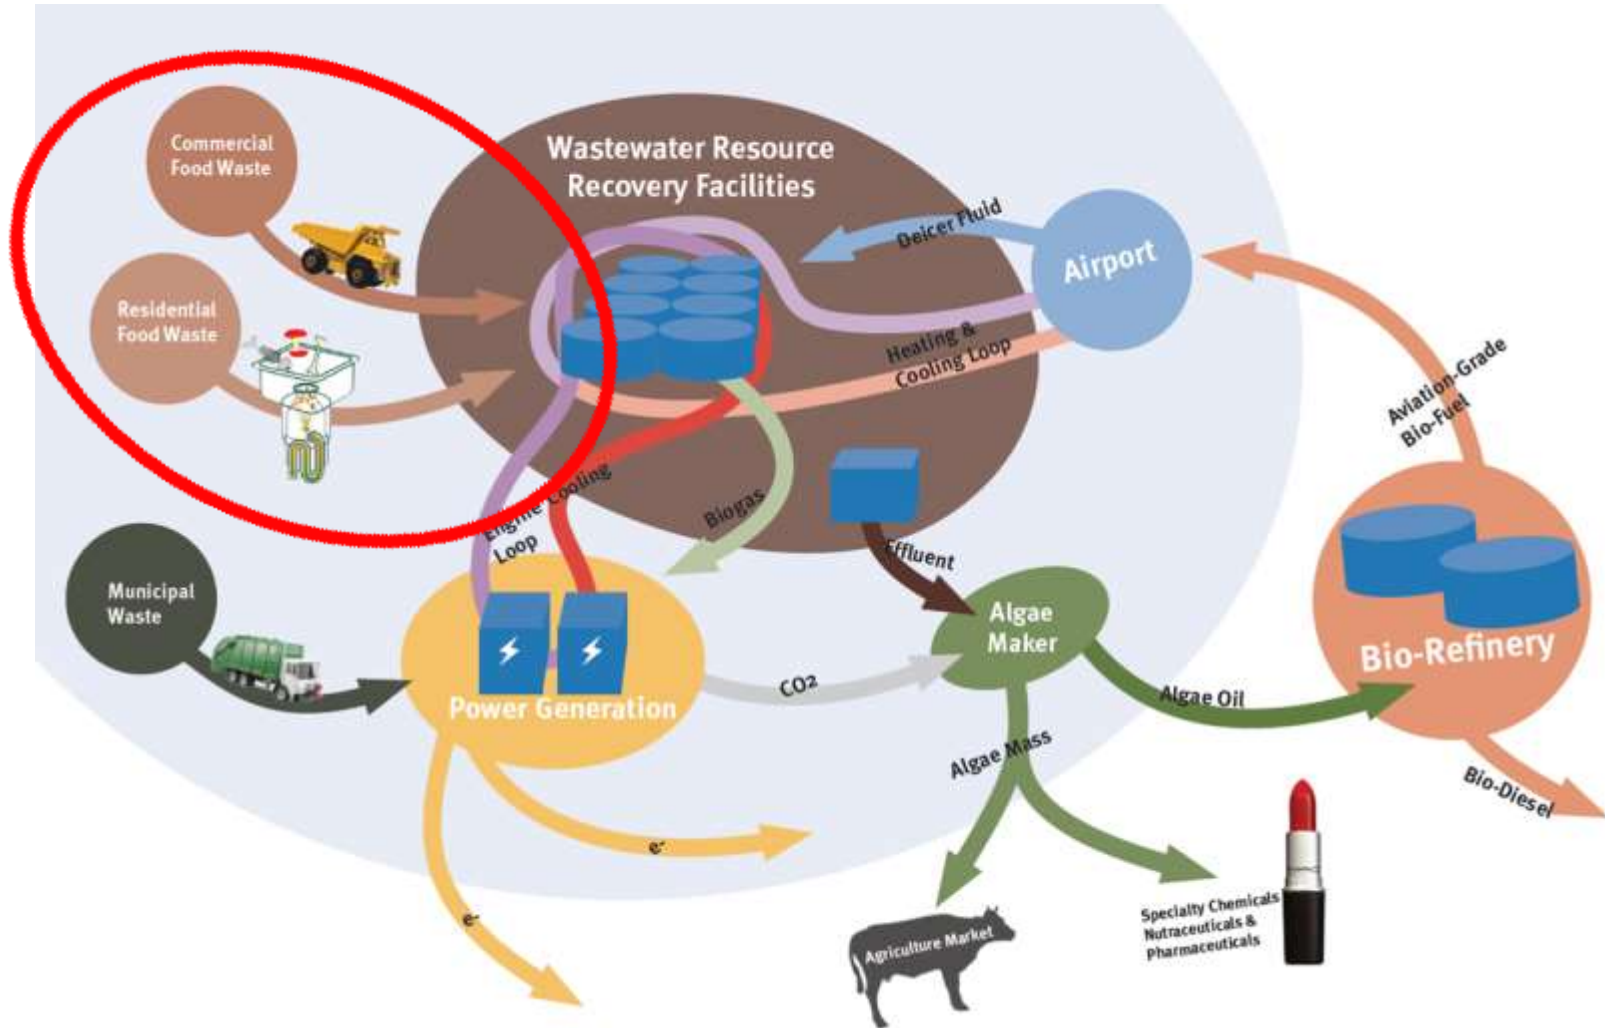 Commercial
Food Waste
Wastewater Resource
Recovery Facilities
Deicer Fluid
Airport
Residential
Food Waste
Heating &
Cooling Loop
Aviation-Grade
Bio-Fuel
Engine Cooling
Loop
Biogas
Effluent
Municipal
Waste
Algae
Maker
Bio-Refinery
Power Generation
CO2
Algae Oil
Algae Mass
Bio-Diesel
e-
e-
Agriculture Market
Specialty Chemicals
Nutraceuticals &
Pharmaceuticals